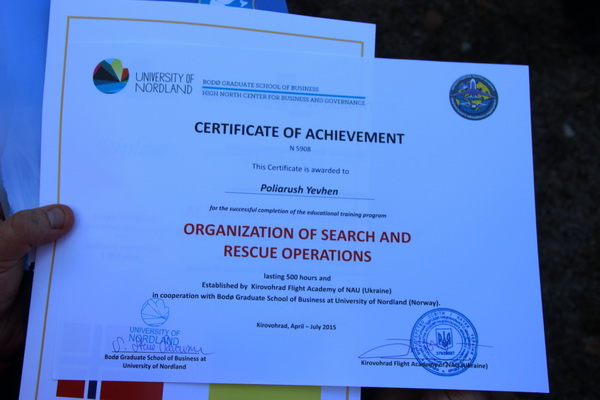 UNIVERSITY OF
NORDLAND
BODØ GRADUATE SCHOOL OF BUSINESS
HIGH NORTH CENTER FOR BUSINESS AND GOVERNANCE
CERTIFICATE OF ACHIEVEMENT
N 5908
This Certificate is awarded to
Poliarush Yevhen
for the successful completion of the educational training program
ORGANIZATION OF SEARCH AND
RESCUE OPERATIONS
lasting 500 hours and
Established by Kirovohrad Flight Academy of NAU (Ukraine)
in cooperation with Bodø Graduate School of Business at University of Nordland (Norway).
Kirovohrad, April – July 2015
UNIVERSITY OF
NORDLAND
Bodø Graduate School of Business at
University of Nordland
Kirovohrad Flight Academy of NAU (Ukraine)